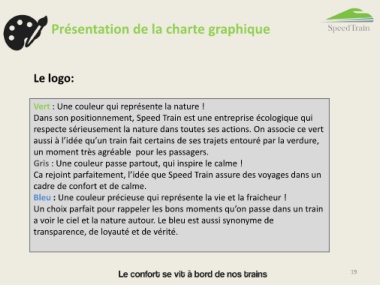 Présentation de la charte graphique
SpeedTrain
Le logo:
Vert : Une couleur qui représente la nature !
Dans son positionnement, Speed Train est une entreprise écologique qui
respecte sérieusement la nature dans toutes ses actions. On associe ce vert
aussi à l'idée qu'un train fait certains de ses trajets entouré par la verdure,
un moment très agréable pour les passagers.
Gris : Une couleur passe partout, qui inspire le calme !
Ca rejoint parfaitement, l'idée que Speed Train assure des voyages dans un
cadre de confort et de calme.
Bleu : Une couleur précieuse qui représente la vie et la fraicheur !
Un choix parfait pour rappeler les bons moments qu'on passe dans un train
a voir le ciel et la nature autour. Le bleu est aussi synonyme de
transparence, de loyauté et de vérité.
Le confort se vit à bord de nos trains
19